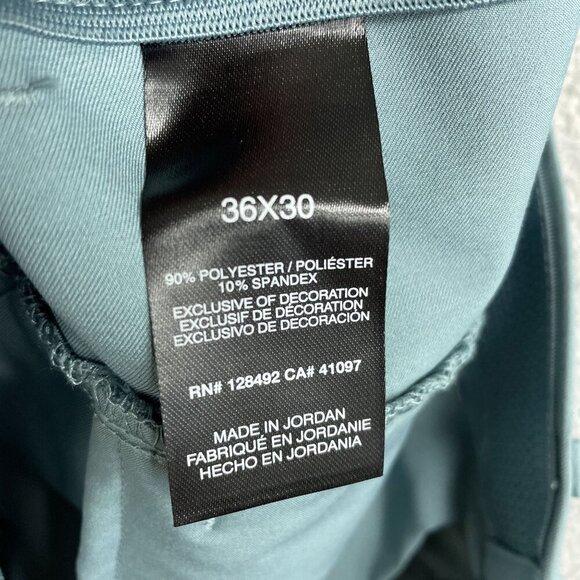 36X30
90% POLYESTER / POLIÉSTER
10% SPANDEX
EXCLUSIVE OF DECORATION
EXCLUSIF DE DÉCORATION
EXCLUSIVO DE DECORACIÓN
RN# 128492 CA# 41097
MADE IN JORDAN
FABRIQUÉ EN JORDANIE
HECHO EN JORDANIA